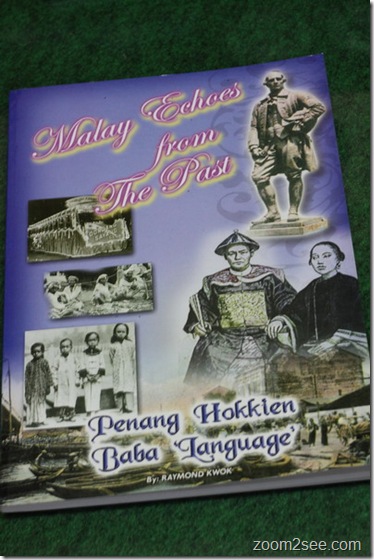 Malay Echoes
from
The Past
Penang Hokkien
Baba 'Language'
By: RAYMOND KWOK
zoom2see.com